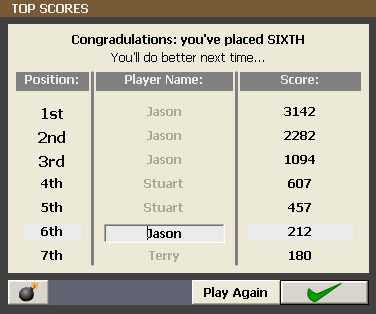 TOP SCORES
Congradulations: you've placed SIXTH
You'll do better next time...
Position: Player Name: Score:
1st Jason 3142
2nd Jason 2282
3rd Jason 1094
4th Stuart 607
5th Stuart 457
6th Jason 212
7th Terry 180
Play Again